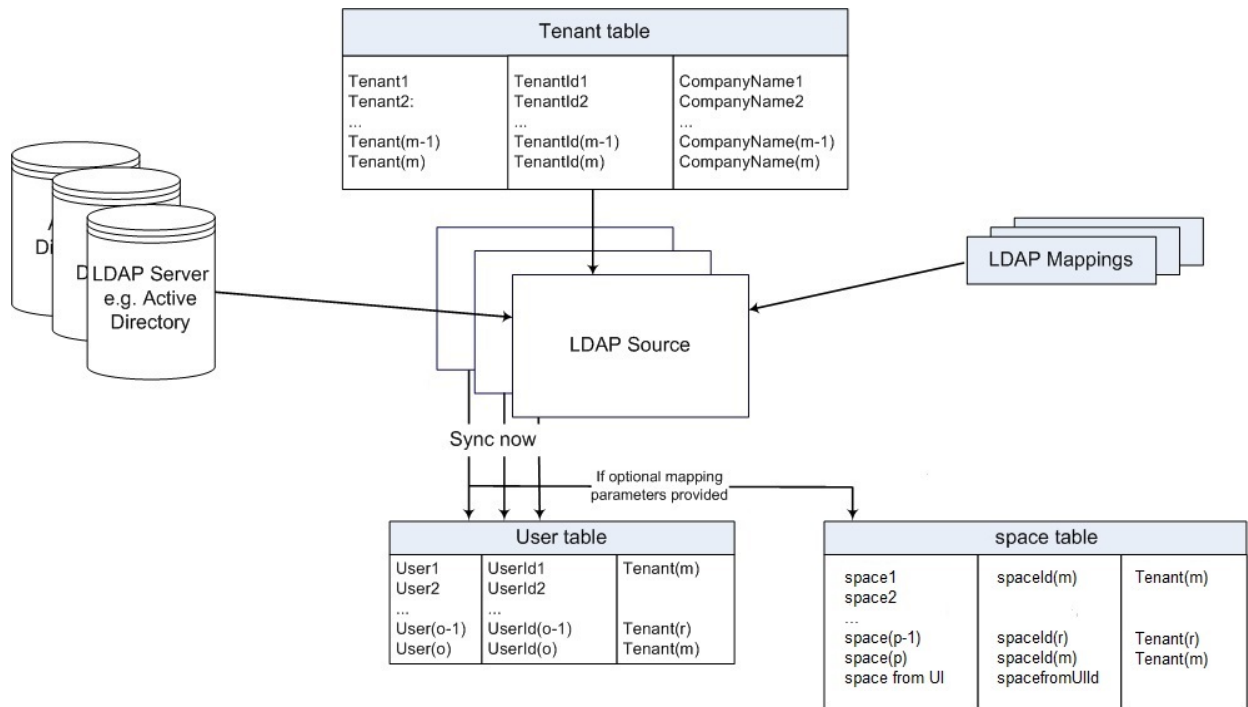 Tenant table
Tenant1
Tenant2:
...
Tenant(m-1)
Tenant(m)
TenantId1
TenantId2
...
TenantId(m-1)
TenantId(m)
CompanyName1
CompanyName2
...
CompanyName(m-1)
CompanyName(m)
LDAP Server
e.g. Active
Directory
LDAP Mappings
LDAP Source
Sync now
If optional mapping
parameters provided
User table
User1
User2
...
User(o-1)
User(o)
UserId1
UserId2
...
UserId(o-1)
UserId(o)
Tenant(m)
Tenant(r)
Tenant(m)
space table
space1
space2
...
space(p-1)
space(p)
space from UI
spaceId(m)
spaceId(r)
spaceId(m)
spacefromUIId
Tenant(m)
Tenant(r)
Tenant(m)